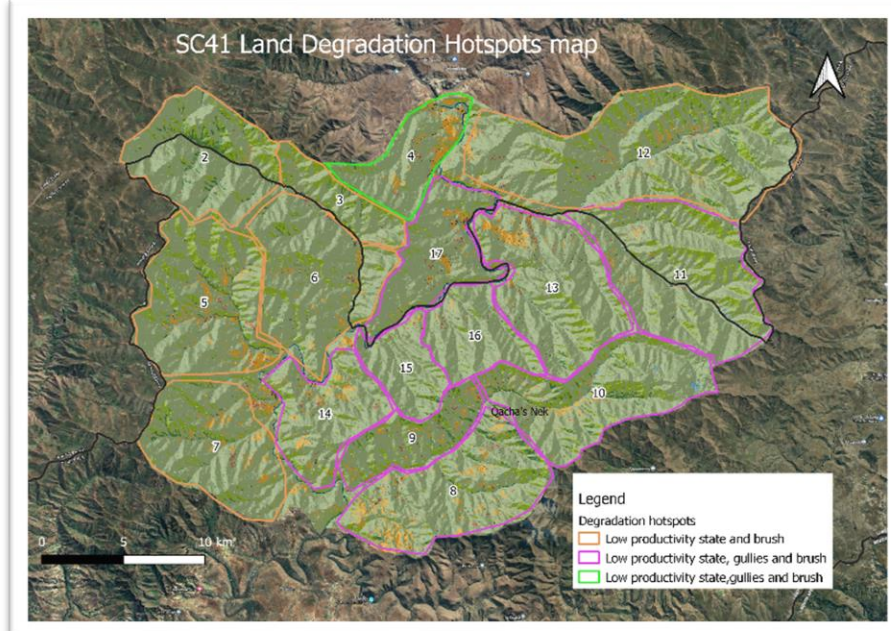 SC41 Land Degradation Hotspots map
2
4
12
3
17
6
11
5
13
16
15
14
10
Qacha's Nek
9
7
8
0 5 10 km
Legend
Degradation hotspots
Low productivity state and brush
Low productivity state, gullies and brush
Low productivity state,gullies and brush